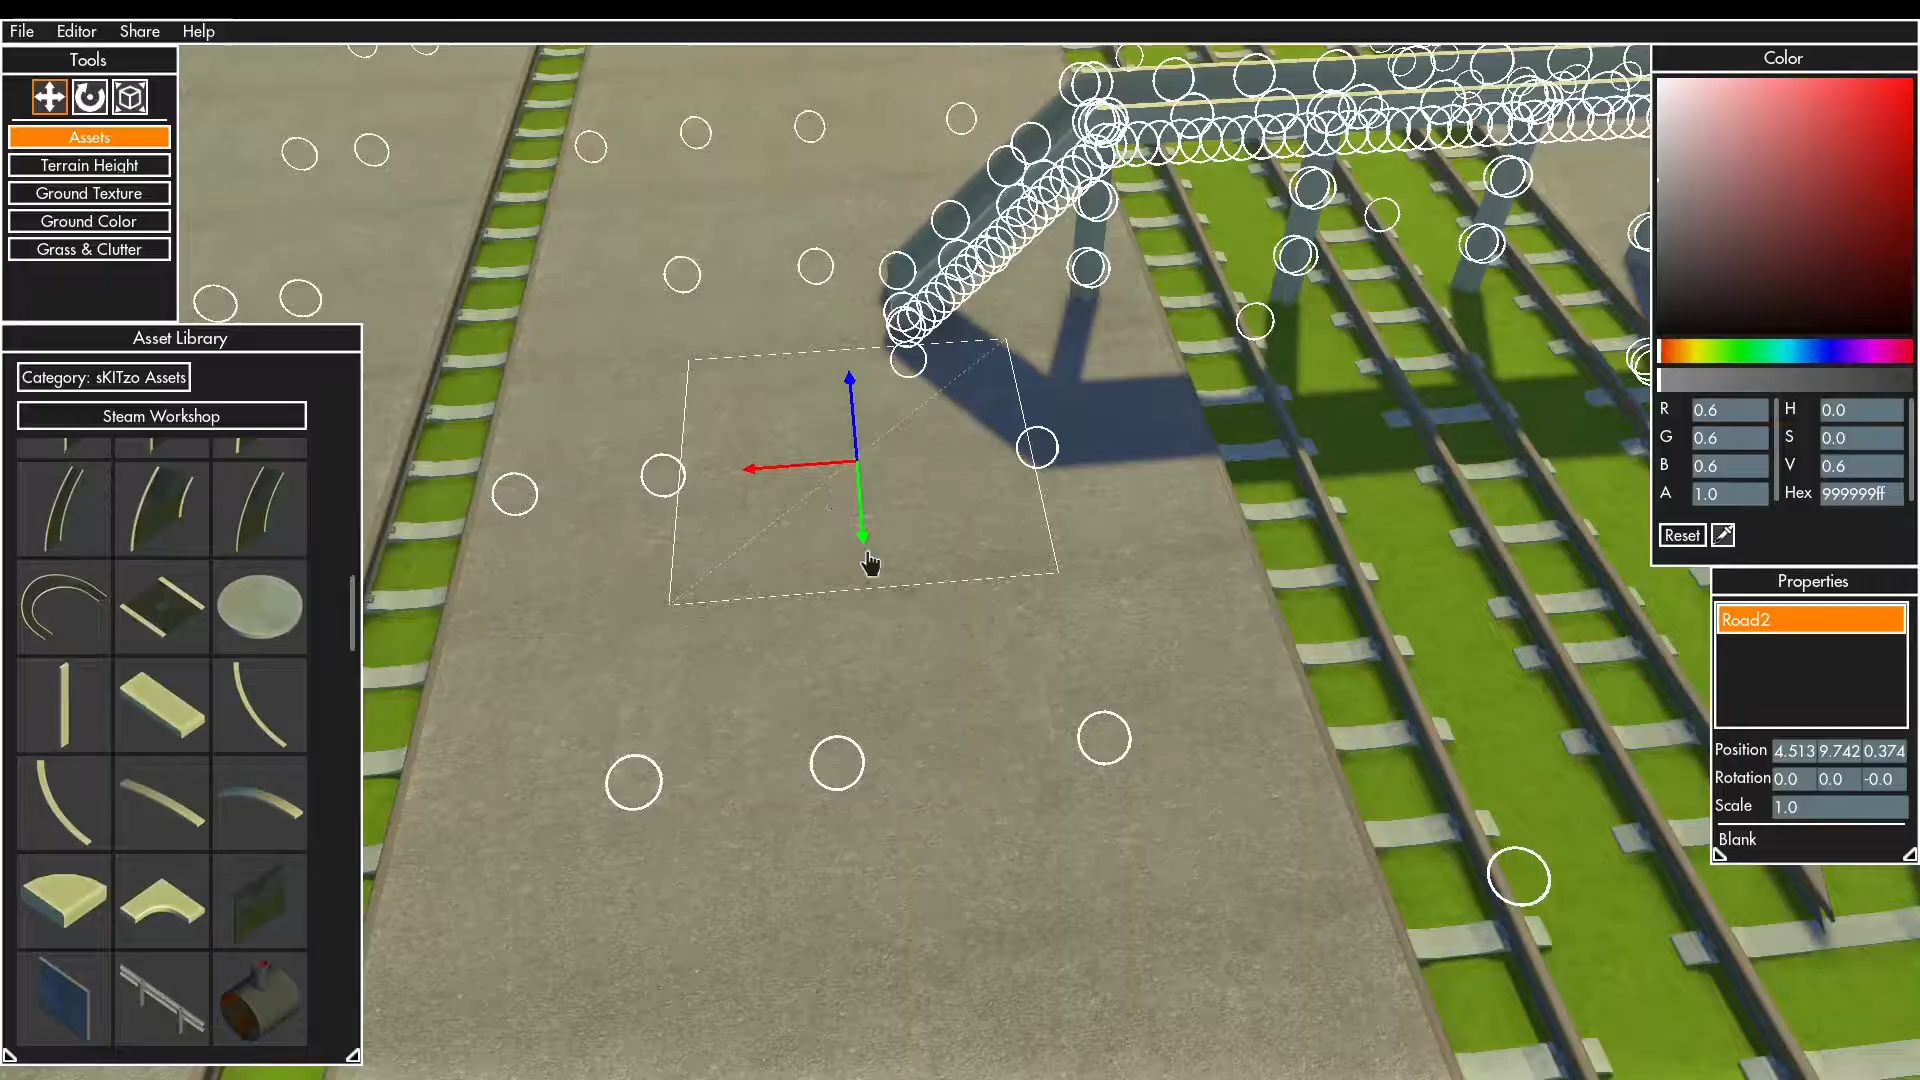 File Editor Share Help
Tools
Assets
Terrain Height
Ground Texture
Ground Color
Grass & Clutter
Asset Library
Category: sKITzo Assets
Steam Workshop
Color
R 0.6 H 0.0
G 0.6 S 0.0
B 0.6 V 0.6
A 1.0 Hex 999999ff
Reset
Properties
Road2
Position 4.513 9.742 0.374
Rotation 0.0 0.0 -0.0
Scale 1.0
Blank